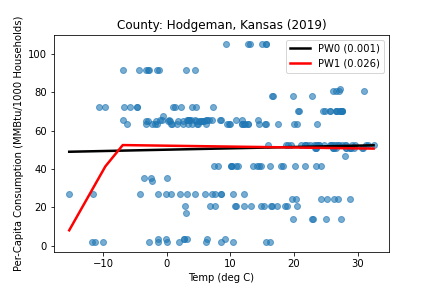 County: Hodgeman, Kansas (2019)
Per-Capita Consumption (MMBtu/1000 Households)
100
80
60
40
20
0
PW0 (0.001)
PW1 (0.026)
−10
0
10
20
30
Temp (deg C)